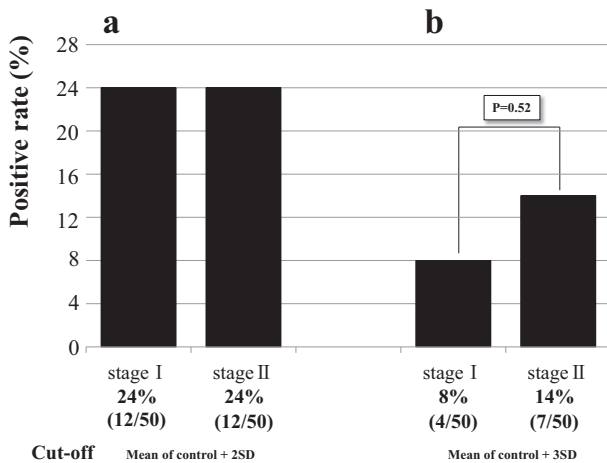 a b
Positive rate (%)
28
24
20
16
12
8
4
0
P=0.52
stage Ⅰ stage Ⅱ stage Ⅰ stage Ⅱ
24% 24% 8% 14%
(12/50) (12/50) (4/50) (7/50)
Cut-off Mean of control + 2SD Mean of control + 3SD